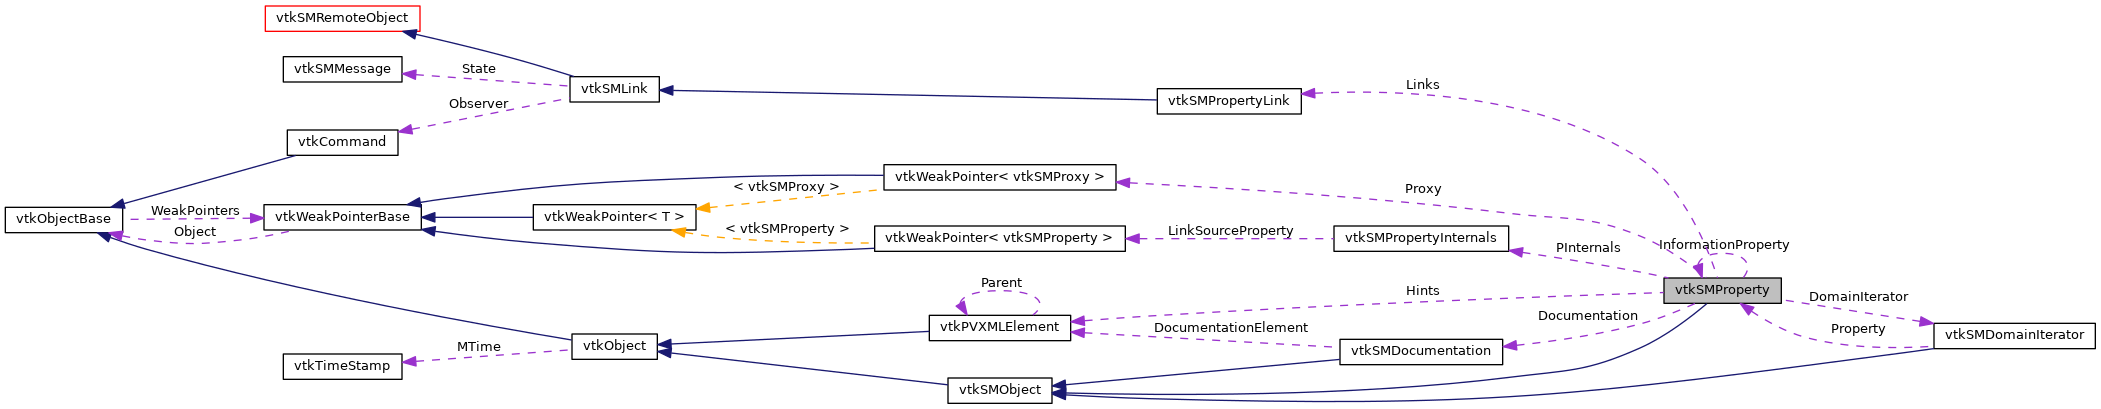 vtkSMRemoteObject
vtkSMMessage
State
vtkSMLink
Links
vtkSMPropertyLink
Observer
vtkCommand
vtkWeakPointer< vtkSMProxy >
< vtkSMProxy >
Proxy
vtkObjectBase
WeakPointers
vtkWeakPointerBase
vtkWeakPointer< T >
Object
< vtkSMProperty >
vtkWeakPointer< vtkSMProperty >
LinkSourceProperty
vtkSMPropertyInternals
PInternals
InformationProperty
Parent
Hints
vtkSMProperty
DomainIterator
Documentation
vtkPVXMLElement
DocumentationElement
Property
vtkSMDomainIterator
vtkObject
MTime
vtkTimeStamp
vtkSMDocumentation
vtkSMObject